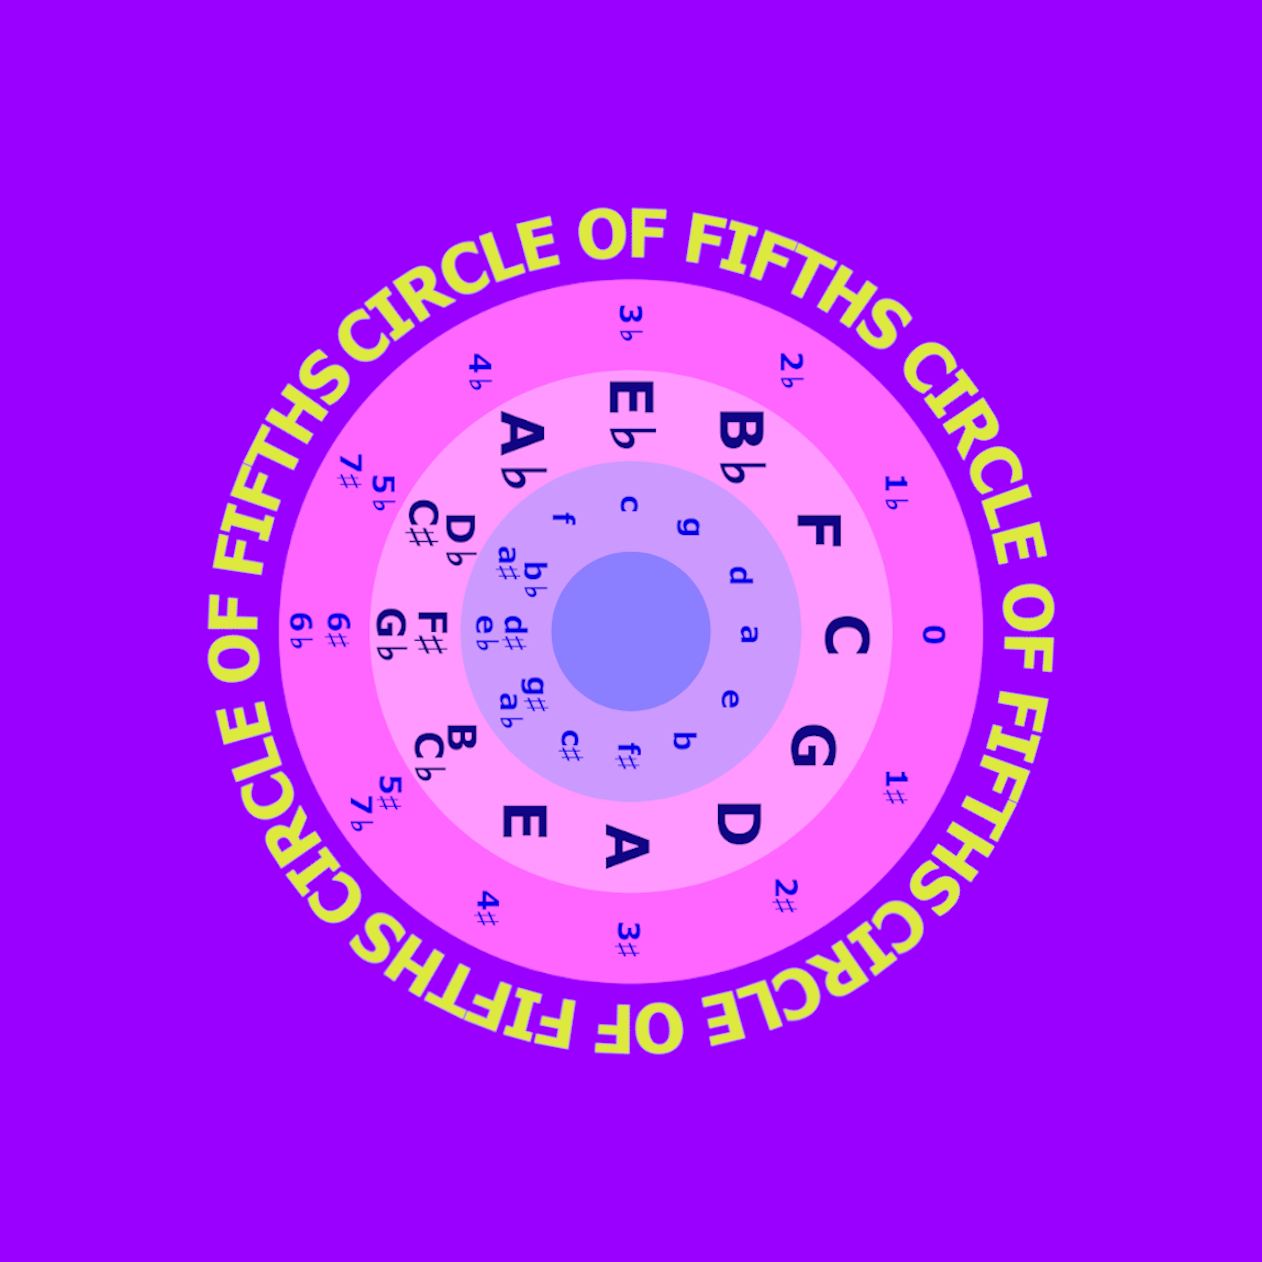 CIRCLE OF FIFTHS CIRCLE OF FIFTHS CIRCLE OF FIFTHS CIRCLE OF FIFTHS
0
1♯
2♯
3♯
4♯
5♯
7♭
6♯
6♭
5♭
7♯
4♭
3♭
2♭
1♭
C
G
D
A
E
B
C♭
F♯
G♭
D♭
C♯
A♭
E♭
B♭
F
a
e
b
f♯
c♯
g♯
a♭
d♯
e♭
b♭
a♯
f
c
g
d